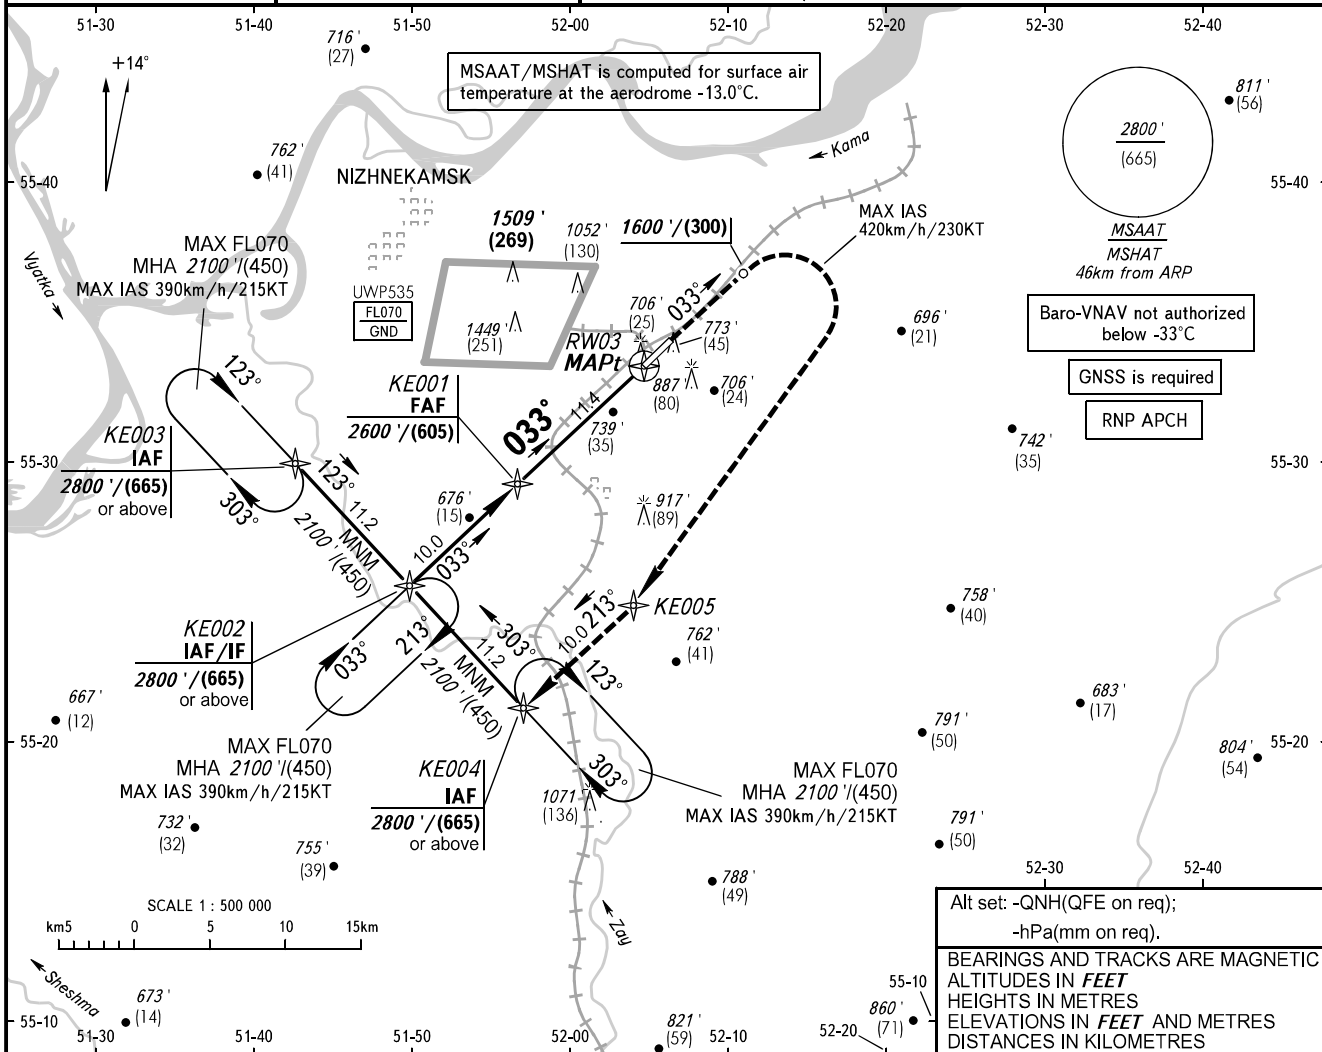 51-30
51-40
51-50
52-00
52-10
52-20
52-30
52-40
716'
(27)
+14°
MSAAT/MSHAT is computed for surface air
temperature at the aerodrome -13.0°C.
811'
(56)
2800'
(665)
MSAAT
MSHAT
46km from ARP
Kama
762'
(41)
NIZHNEKAMSK
55-40
55-40
1509'
(269)
1052'
(130)
1600'/(300)
MAX IAS
420km/h/230KT
MAX FL070
MHA 2100'/(450)
MAX IAS 390km/h/215KT
Vyatka
UWP535
FL070
GND
1449'
(251)
706'
(25)
033°
773'
(45)
696'
(21)
Baro-VNAV not authorized
below -33°C
GNSS is required
RNP APCH
RW03
MAPt
887'
(80)
706'
(24)
123°
KE001
FAF
2600'/(605)
033°
11.4
739'
(35)
742'
(35)
KE003
IAF
2800'/(665)
or above
55-30
55-30
123°
303°
11.2
MNM
2100'/(450)
676'
(15)
10.0
033°
917'
(89)
KE005
758'
(40)
KE002
IAF/IF
2800'/(665)
or above
033°
213°
303°
11.2
MNM
2100'/(450)
10.0
213°
123°
762'
(41)
667'
(12)
683'
(17)
791'
(50)
55-20
55-20
804'
(54)
MAX FL070
MHA 2100'/(450)
MAX IAS 390km/h/215KT
KE004
IAF
2800'/(665)
or above
303°
1071'
(136)
MAX FL070
MHA 2100'/(450)
MAX IAS 390km/h/215KT
732'
(32)
755'
(39)
791'
(50)
788'
(49)
52-30
52-40
SCALE 1 : 500 000
km5
0
5
10
15km
Zay
Sheshma
673'
(14)
Alt set: -QNH(QFE on req);
-hPa(mm on req).
BEARINGS AND TRACKS ARE MAGNETIC
ALTITUDES IN FEET
HEIGHTS IN METRES
ELEVATIONS IN FEET AND METRES
DISTANCES IN KILOMETRES
55-10
55-10
860'
(71)
821'
(59)
51-30
51-40
51-50
52-00
52-10
52-20